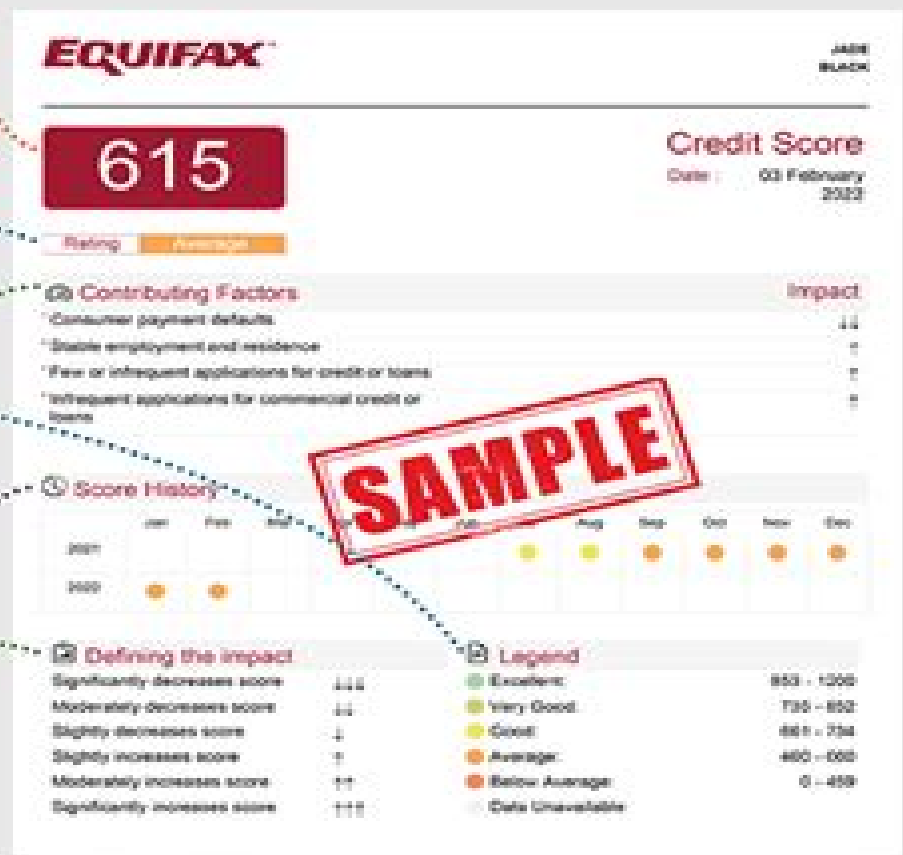 EQUIFAX
JADE
BLACK
615
Credit Score
Date : 03 February
2022
Rating Average
Contributing Factors Impact
Consumer payment defaults ↓↓
Stable employment and residence ↑
Few or infrequent applications for credit or loans ↑
Infrequent applications for commercial credit or
loans
SAMPLE
Score History
Jan Feb Aug Sep Oct Nov Dec
2021
2022
Defining the impact
Significantly decreases score ↓↓↓
Moderately decreases score ↓↓
Slightly decreases score ↓
Slightly increases score ↑
Moderately increases score ↑↑
Significantly increases score ↑↑↑
Legend
Excellent: 853 - 1200
Very Good: 735 - 852
Good: 661 - 734
Average: 460 - 660
Below Average: 0 - 459
Data Unavailable